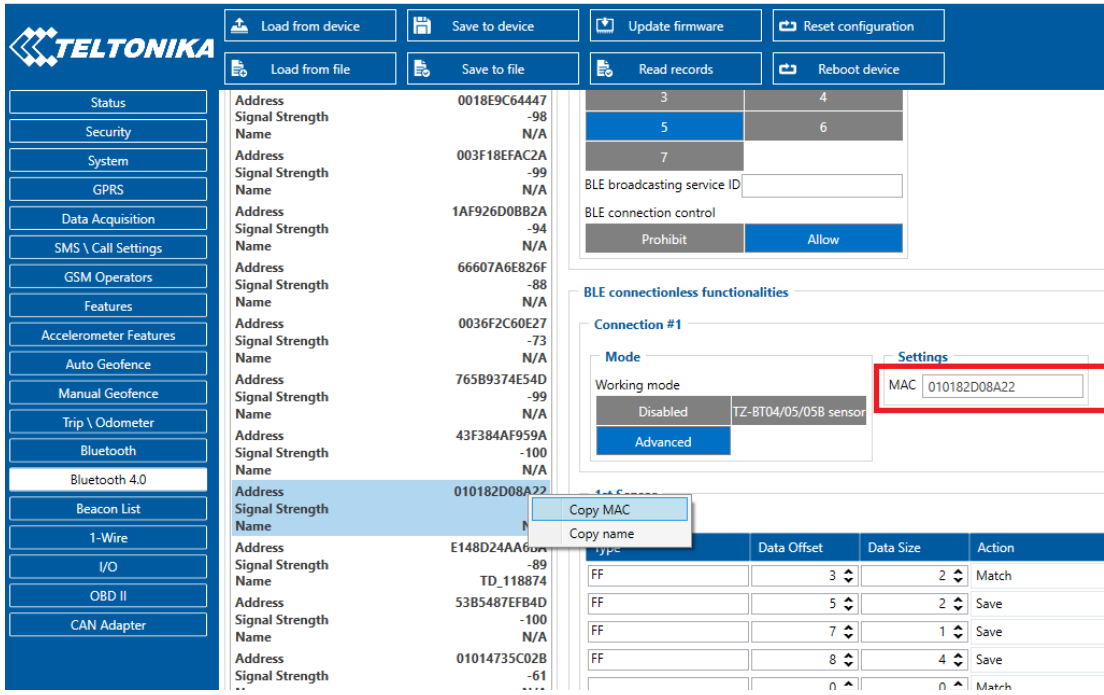 TELTONIKA
Load from device
Save to device
Update firmware
Reset configuration
Load from file
Save to file
Read records
Reboot device
Status
Security
System
GPRS
Data Acquisition
SMS \ Call Settings
GSM Operators
Features
Accelerometer Features
Auto Geofence
Manual Geofence
Trip \ Odometer
Bluetooth
Bluetooth 4.0
Beacon List
1-Wire
I/O
OBD II
CAN Adapter
Address 0018E9C64447
Signal Strength -98
Name N/A
Address 003F18EFAC2A
Signal Strength -99
Name N/A
Address 1AF926D0BB2A
Signal Strength -94
Name N/A
Address 66607A6E826F
Signal Strength -88
Name N/A
Address 0036F2C60E27
Signal Strength -73
Name N/A
Address 765B9374E54D
Signal Strength -99
Name N/A
Address 43F384AF959A
Signal Strength -100
Name N/A
Address 010182D08A22
Signal Strength
Name
Copy MAC
Copy name
Address
Signal Strength -89
Name TD_118874
Address 53B5487EFB4D
Signal Strength -100
Name N/A
Address 01014735C02B
Signal Strength -61
3 4
5 6
7
BLE broadcasting service ID
BLE connection control
Prohibit Allow
BLE connectionless functionalities
Connection #1
Mode
Working mode
Disabled TZ-BT04/05/05B sensor
Advanced
Settings
MAC 010182D08A22
1st Sensor
Type Data Offset Data Size Action
FF 3 2 Match
FF 5 2 Save
FF 7 1 Save
FF 8 4 Save
0 0 Match